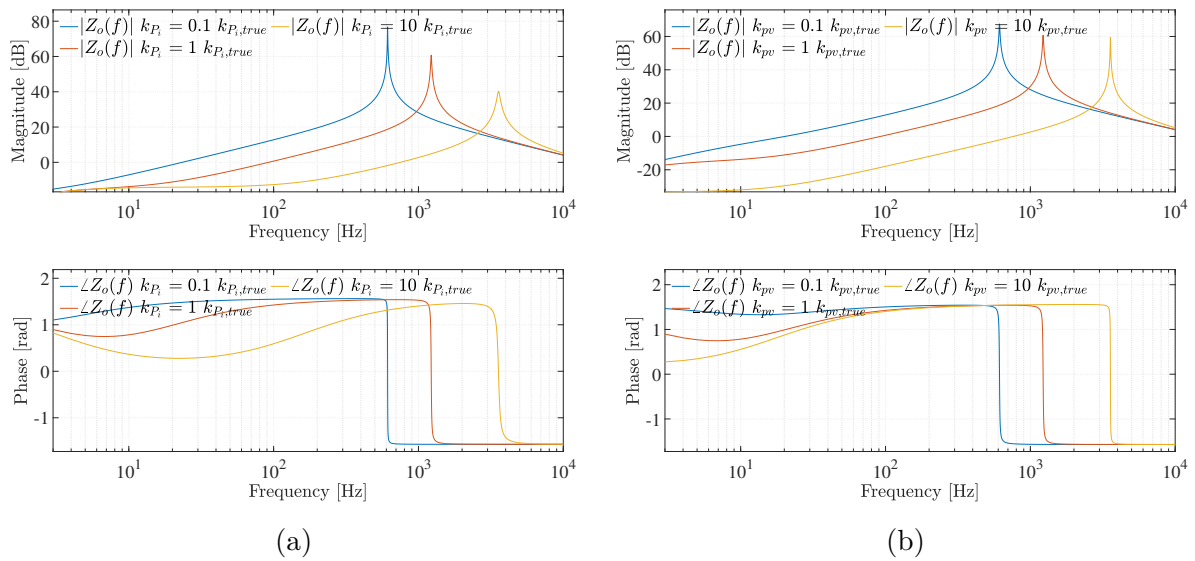 |Z_o(f)| k_{P_i} = 0.1 k_{P_i,true} |Z_o(f)| k_{P_i} = 10 k_{P_i,true}
|Z_o(f)| k_{P_i} = 1 k_{P_i,true}
Magnitude [dB]
80
60
40
20
0
10^1 10^2 10^3 10^4
Frequency [Hz]
∠Z_o(f) k_{P_i} = 0.1 k_{P_i,true} ∠Z_o(f) k_{P_i} = 10 k_{P_i,true}
∠Z_o(f) k_{P_i} = 1 k_{P_i,true}
Phase [rad]
2
1
0
-1
10^1 10^2 10^3 10^4
Frequency [Hz]
(a)
|Z_o(f)| k_{pv} = 0.1 k_{pv,true} |Z_o(f)| k_{pv} = 10 k_{pv,true}
|Z_o(f)| k_{pv} = 1 k_{pv,true}
Magnitude [dB]
60
40
20
0
-20
10^1 10^2 10^3 10^4
Frequency [Hz]
∠Z_o(f) k_{pv} = 0.1 k_{pv,true} ∠Z_o(f) k_{pv} = 10 k_{pv,true}
∠Z_o(f) k_{pv} = 1 k_{pv,true}
Phase [rad]
2
1
0
-1
10^1 10^2 10^3 10^4
Frequency [Hz]
(b)